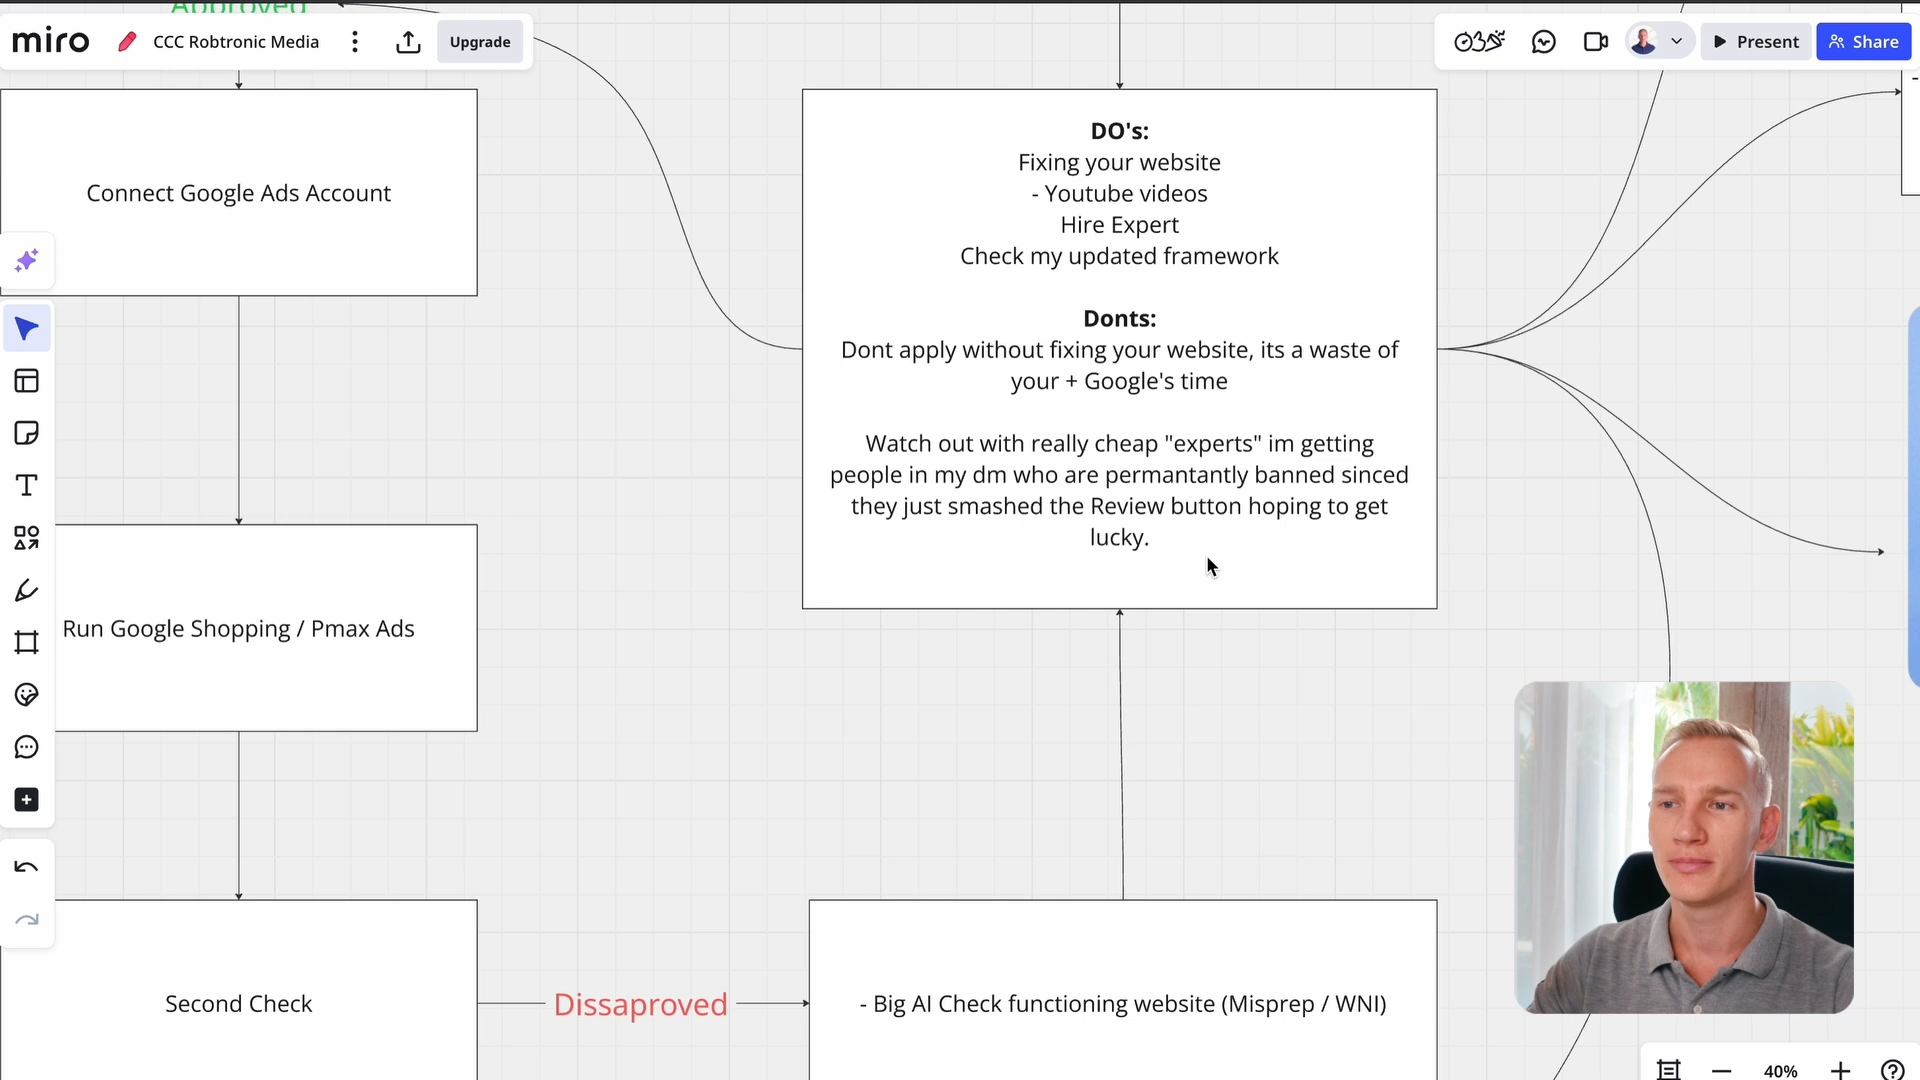 Approved
miro
CCC Robtronic Media
Upgrade
Present
Share
Connect Google Ads Account
DO's:
Fixing your website
- Youtube videos
Hire Expert
Check my updated framework
Donts:
Dont apply without fixing your website, its a waste of
your + Google's time
Watch out with really cheap "experts" im getting
people in my dm who are permantantly banned sinced
they just smashed the Review button hoping to get
lucky.
Run Google Shopping / Pmax Ads
Second Check
Dissaproved
- Big AI Check functioning website (Misprep / WNI)
40%